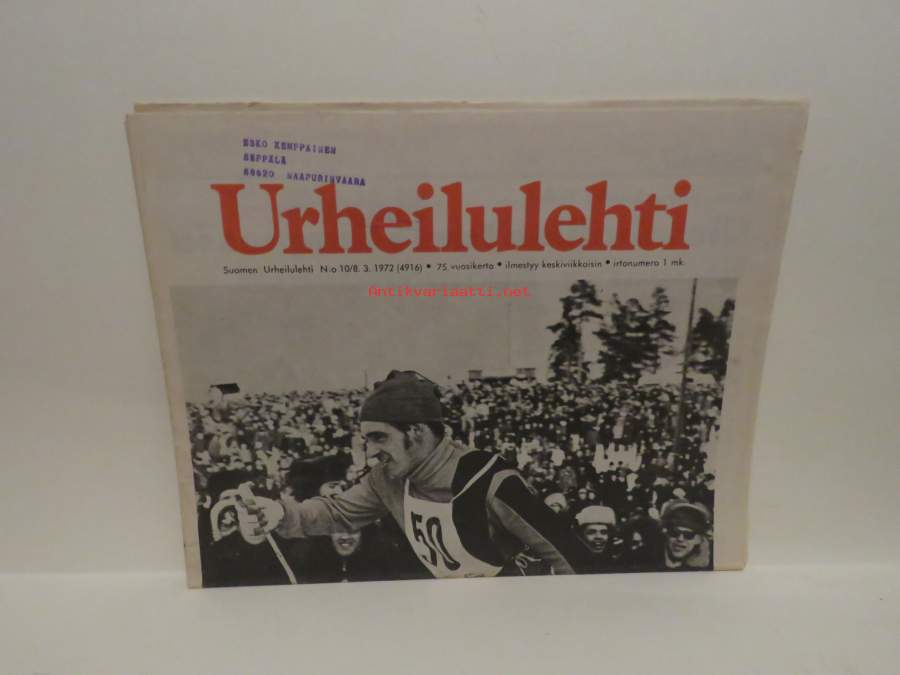 ESKO KEMPPAINEN
SEPPÄLÄ
88620 NAAPURINVAARA
Urheilulehti
Suomen Urheilulehti N:o 10/8. 3. 1972 (4916) • 75. vuosikerta • ilmestyy keskiviikkoisin • irtonumero 1 mk.
Antikvariaatti.net
50